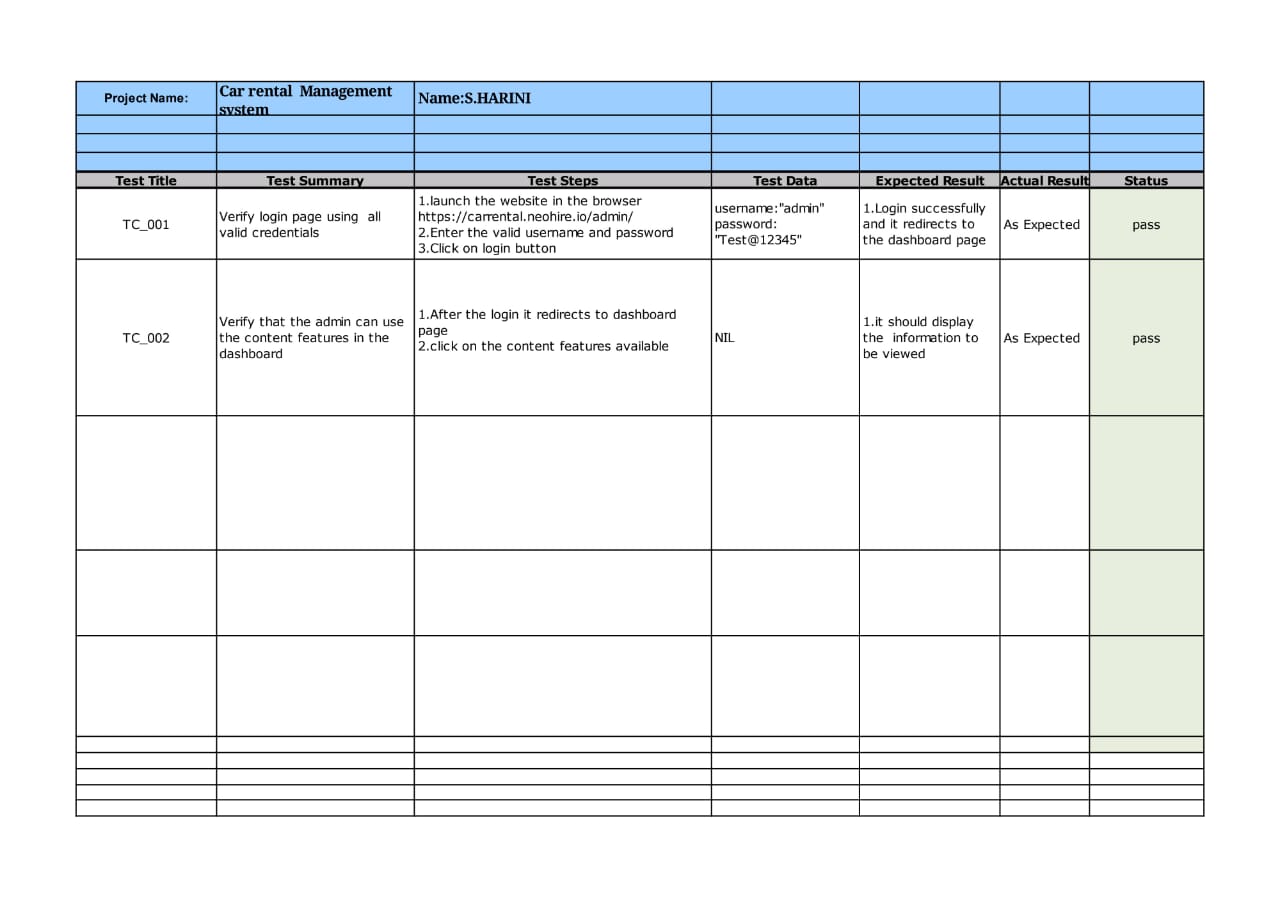 Project Name:
Car rental  Management
system
Name:S.HARINI
Test Title
Test Summary
Test Steps
Test Data
Expected Result
Actual Result
Status
TC_001
Verify login page using  all
valid credentials
1.launch the website in the browser
https://carrental.neohire.io/admin/
2.Enter the valid username and password
3.Click on login button
username:"admin"
password:
"Test@12345"
1.Login successfully
and it redirects to
the dashboard page
As Expected
pass
TC_002
Verify that the admin can use
the content features in the
dashboard
1.After the login it redirects to dashboard
page
2.click on the content features available
NIL
1.it should display
the  information to
be viewed
As Expected
pass